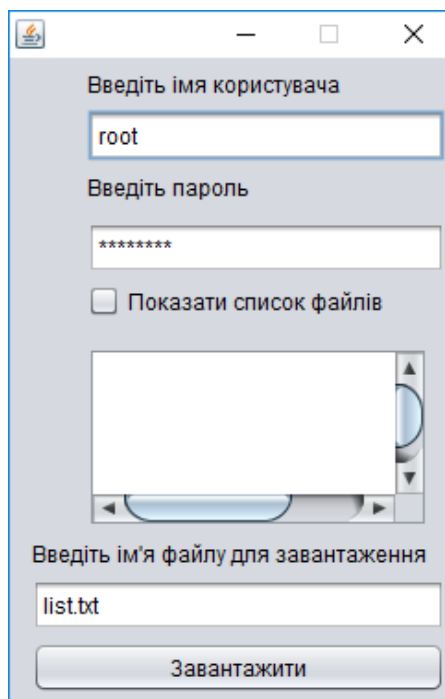 Введіть імя користувача
root
Введіть пароль
********
Показати список файлів
Введіть ім'я файлу для завантаження
list.txt
Завантажити